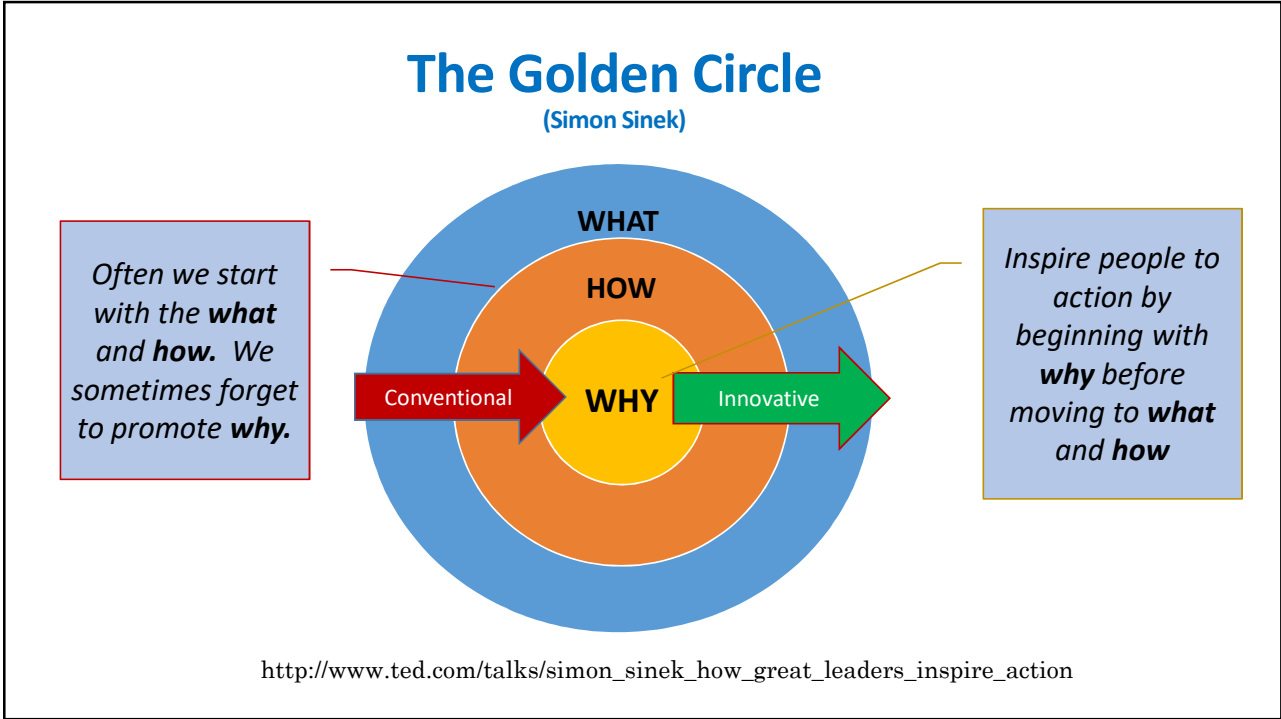 The Golden Circle
(Simon Sinek)
Often we start
with the what
and how. We
sometimes forget
to promote why.
WHAT
HOW
Conventional
WHY
Innovative
Inspire people to
action by
beginning with
why before
moving to what
and how
http://www.ted.com/talks/simon_sinek_how_great_leaders_inspire_action